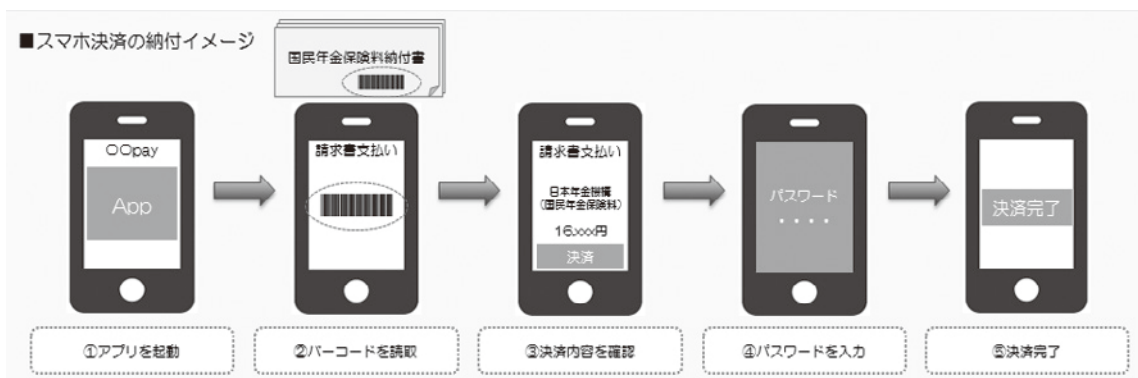 ■スマホ決済の納付イメージ
国民年金保険料納付書
〇〇pay
App
請求書支払い
請求書支払い
日本年金機構
(国民年金保険料)
16,xxx円
決済
パスワード
・・・・
決済完了
①アプリを起動
②バーコードを読取
③決済内容を確認
④パスワードを入力
⑤決済完了